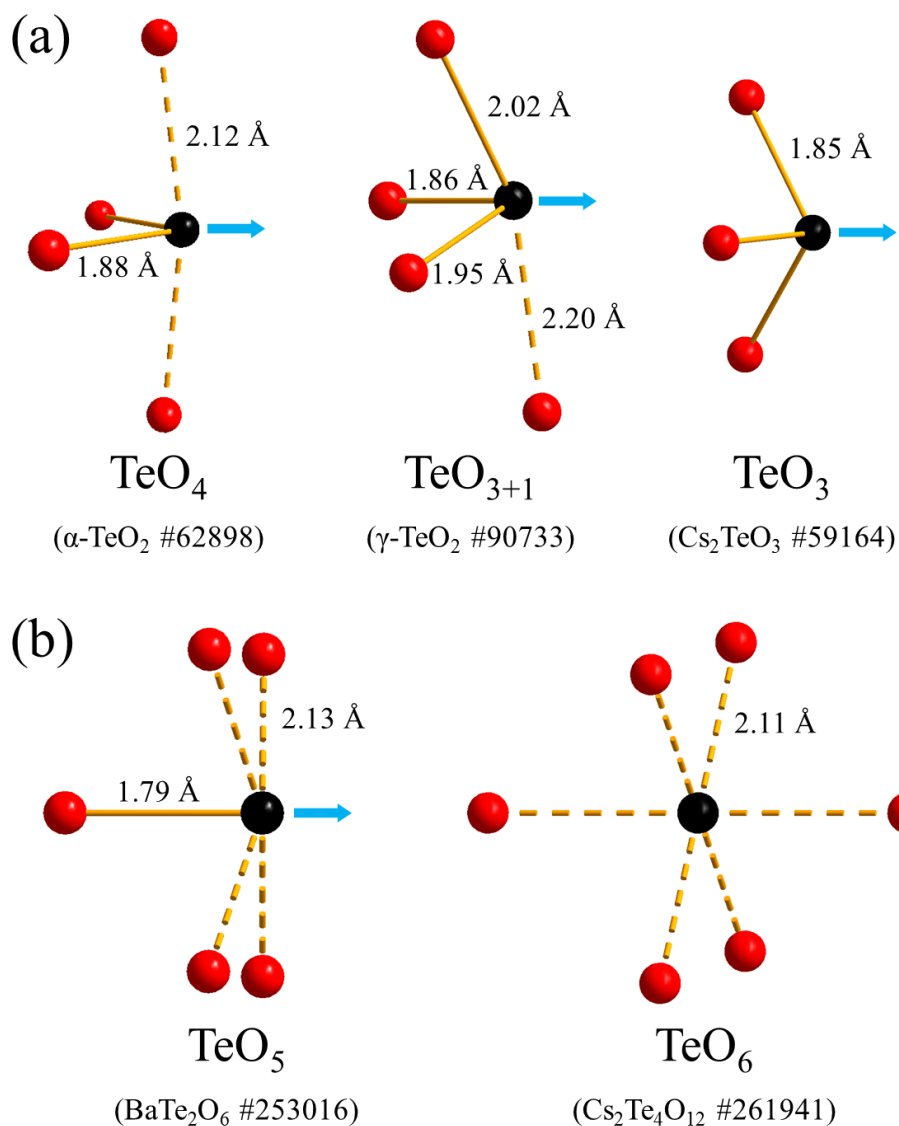 (a)
2.12 Å
1.88 Å
TeO₄
(α-TeO₂ #62898)
2.02 Å
1.86 Å
1.95 Å
2.20 Å
TeO₃₊₁
(γ-TeO₂ #90733)
1.85 Å
TeO₃
(Cs₂TeO₃ #59164)
(b)
2.13 Å
1.79 Å
TeO₅
(BaTe₂O₆ #253016)
2.11 Å
TeO₆
(Cs₂Te₄O₁₂ #261941)